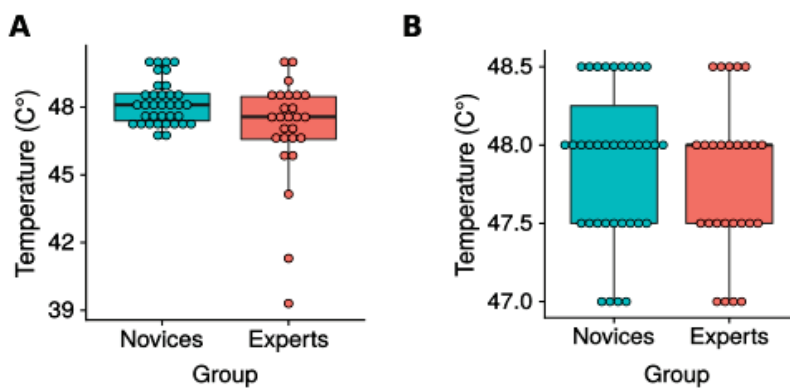 A
Temperature (C°)
48
45
42
39
Novices
Experts
Group
B
Temperature (C°)
48.5
48.0
47.5
47.0
Novices
Experts
Group